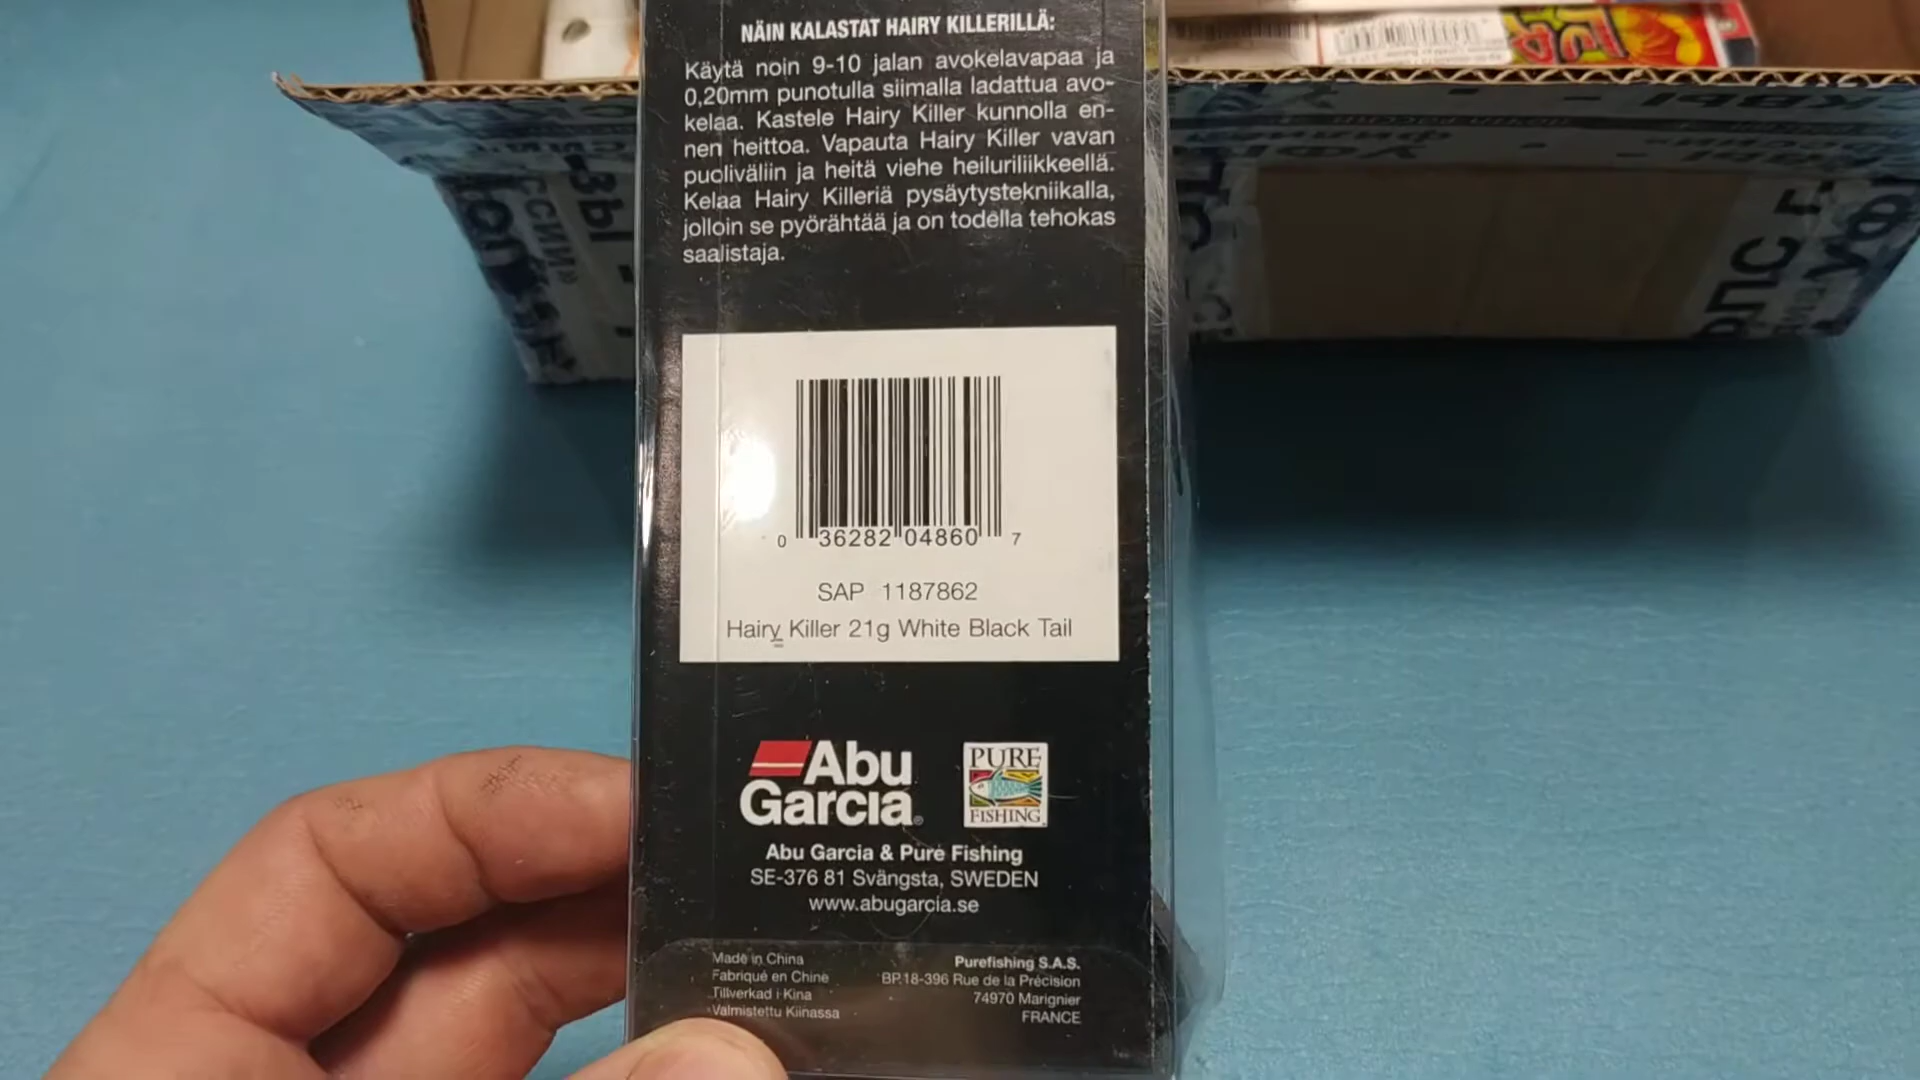 NÄIN KALASTAT HAIRY KILLERILLÄ:
Käytä noin 9-10 jalan avokelavapaa ja
0,20mm punotulla siimalla ladattua avo-
kelaa. Kastele Hairy Killer kunnolla en-
nen heittoa. Vapauta Hairy Killer vavan
puoliväliin ja heitä viehe heiluriliikkeellä.
Kelaa Hairy Killeriä pysäytystekniikalla,
jolloin se pyörähtää ja on todella tehokas
saalistaja.
0 36282 04860 7
SAP 1187862
Hairy Killer 21g White Black Tail
Abu
Garcia®
PURE
FISHING
Abu Garcia & Pure Fishing
SE-376 81 Svängsta, SWEDEN
www.abugarcia.se
Made in China
Fabriqué en Chine
Tillverkad i Kina
Valmistettu Kiinassa
Purefishing S.A.S.
BP.18-396 Rue de la Précision
74970 Marignier
FRANCE